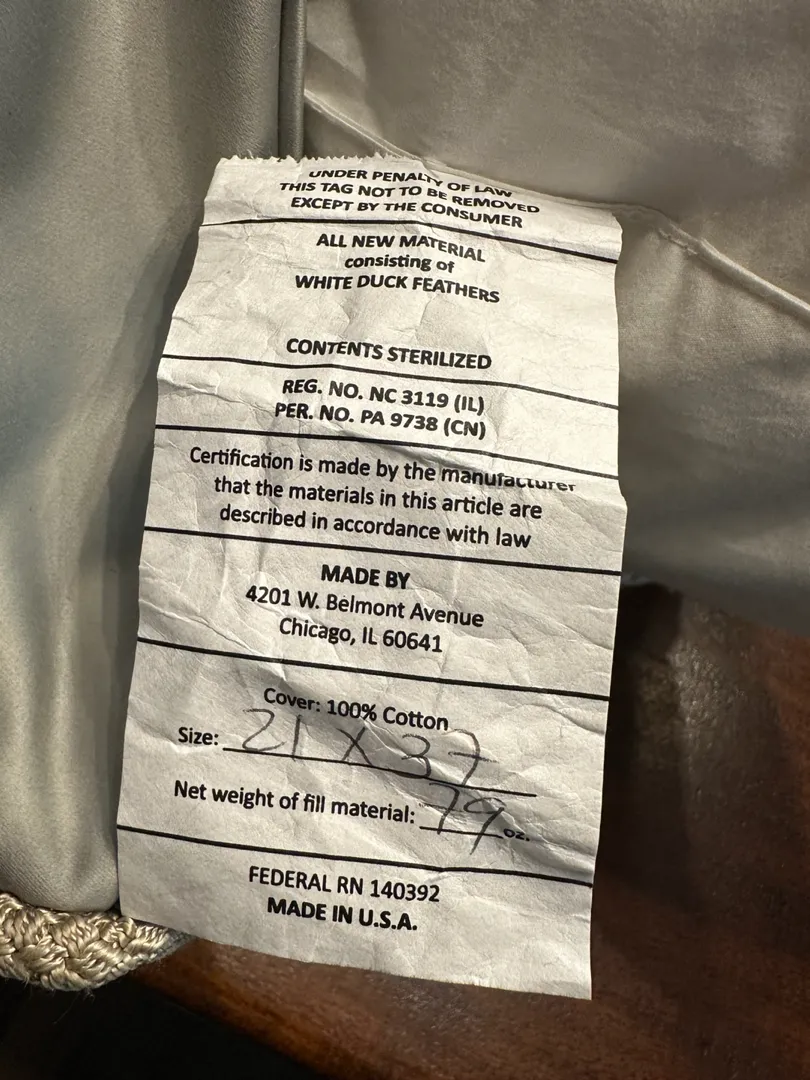 UNDER PENALTY OF LAW
THIS TAG NOT TO BE REMOVED
EXCEPT BY THE CONSUMER
ALL NEW MATERIAL
consisting of
WHITE DUCK FEATHERS
CONTENTS STERILIZED
REG. NO. NC 3119 (IL)
PER. NO. PA 9738 (CN)
Certification is made by the manufacturer
that the materials in this article are
described in accordance with law
MADE BY
4201 W. Belmont Avenue
Chicago, IL 60641
Cover: 100% Cotton
Size: 21 X 37
Net weight of fill material: 79 oz.
FEDERAL RN 140392
MADE IN U.S.A.